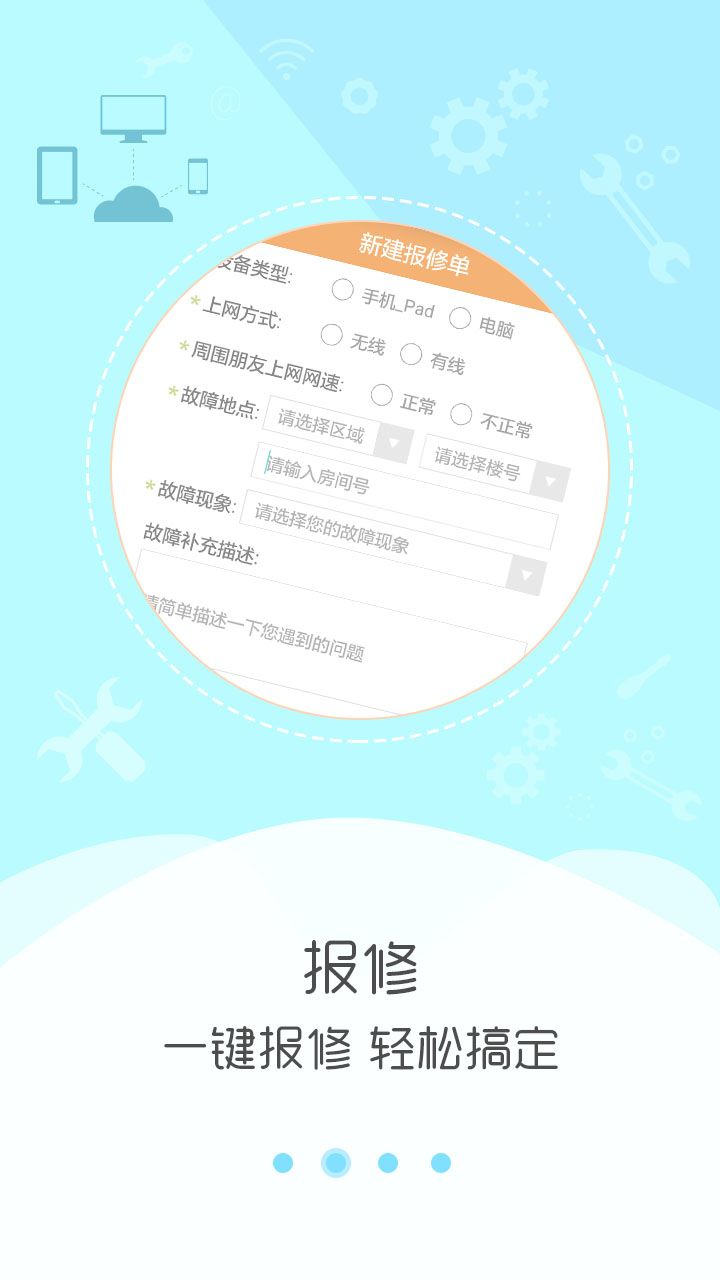 新建报修单
设备类型: 手机_Pad 电脑
*上网方式: 无线 有线
*周围朋友上网网速: 正常 不正常
*故障地点: 请选择区域 请选择楼号
请输入房间号
*故障现象: 请选择您的故障现象
故障补充描述:
请简单描述一下您遇到的问题
报修
一键报修 轻松搞定